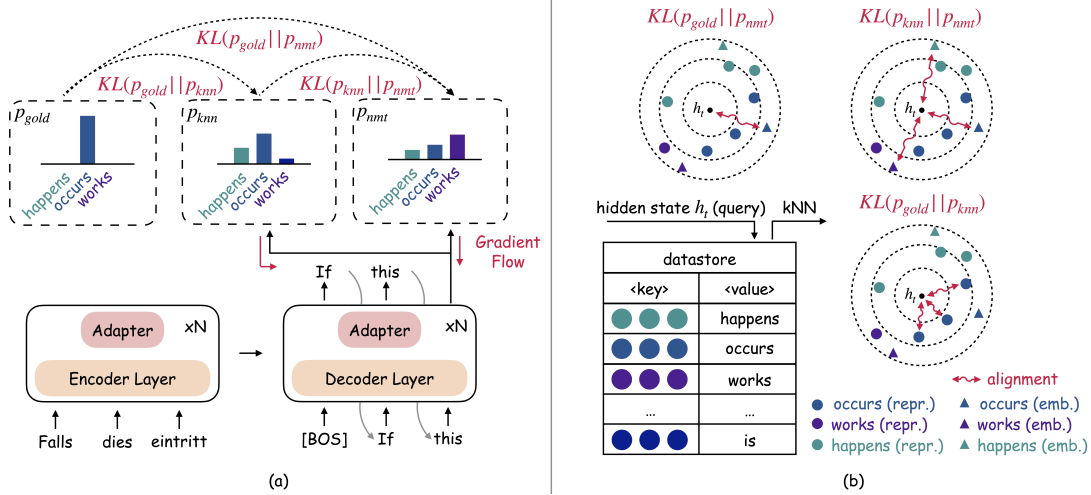 KL(p_gold||p_nmt)
KL(p_gold||p_knn)
KL(p_knn||p_nmt)
p_gold
p_knn
p_nmt
happens
occurs
works
happens
occurs
works
happens
occurs
works
Gradient
Flow
If
this
Adapter
xN
Encoder Layer
Adapter
xN
Decoder Layer
Falls
dies
eintritt
[BOS]
If
this
(a)
KL(p_gold||p_nmt)
KL(p_knn||p_nmt)
h_t
h_t
hidden state h_t (query)
kNN
KL(p_gold||p_knn)
datastore
<key>
<value>
happens
occurs
works
...
...
is
h_t
alignment
occurs (repr.)
occurs (emb.)
works (repr.)
works (emb.)
happens (repr.)
happens (emb.)
(b)